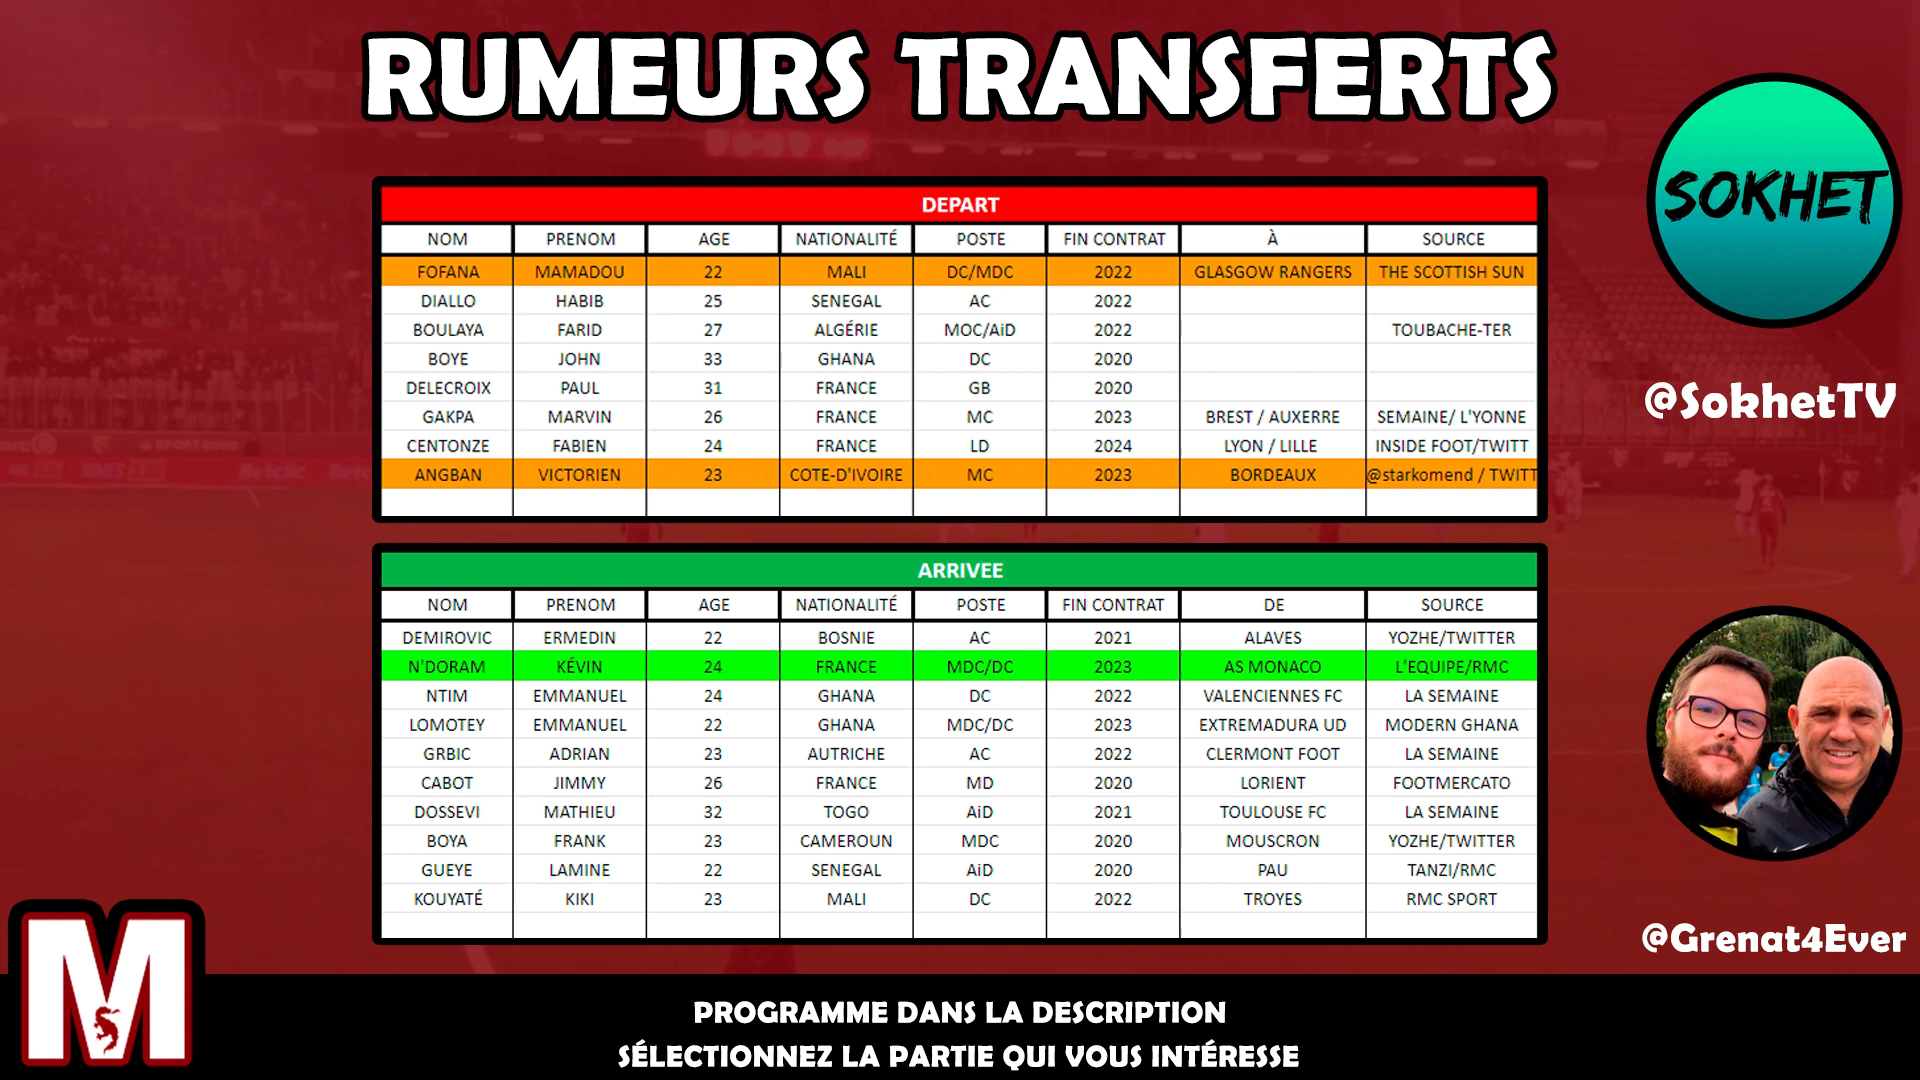 RUMEURS TRANSFERTS
SOKHET
@SokhetTV
DEPART
NOM PRENOM AGE NATIONALITÉ POSTE FIN CONTRAT À SOURCE
FOFANA MAMADOU 22 MALI DC/MDC 2022 GLASGOW RANGERS THE SCOTTISH SUN
DIALLO HABIB 25 SENEGAL AC 2022
BOULAYA FARID 27 ALGÉRIE MOC/AiD 2022 TOUBACHE-TER
BOYE JOHN 33 GHANA DC 2020
DELECROIX PAUL 31 FRANCE GB 2020
GAKPA MARVIN 26 FRANCE MC 2023 BREST / AUXERRE SEMAINE/ L'YONNE
CENTONZE FABIEN 24 FRANCE LD 2024 LYON / LILLE INSIDE FOOT/TWITT
ANGBAN VICTORIEN 23 COTE-D'IVOIRE MC 2023 BORDEAUX @starkomend / TWITT
ARRIVEE
NOM PRENOM AGE NATIONALITÉ POSTE FIN CONTRAT DE SOURCE
DEMIROVIC ERMEDIN 22 BOSNIE AC 2021 ALAVES YOZHE/TWITTER
N'DORAM KÉVIN 24 FRANCE MDC/DC 2023 AS MONACO L'EQUIPE/RMC
NTIM EMMANUEL 24 GHANA DC 2022 VALENCIENNES FC LA SEMAINE
LOMOTEY EMMANUEL 22 GHANA MDC/DC 2023 EXTREMADURA UD MODERN GHANA
GRBIC ADRIAN 23 AUTRICHE AC 2022 CLERMONT FOOT LA SEMAINE
CABOT JIMMY 26 FRANCE MD 2020 LORIENT FOOTMERCATO
DOSSEVI MATHIEU 32 TOGO AiD 2021 TOULOUSE FC LA SEMAINE
BOYA FRANK 23 CAMEROUN MDC 2020 MOUSCRON YOZHE/TWITTER
GUEYE LAMINE 22 SENEGAL AiD 2020 PAU TANZI/RMC
KOUYATÉ KIKI 23 MALI DC 2022 TROYES RMC SPORT
@Grenat4Ever
M
PROGRAMME DANS LA DESCRIPTION
SÉLECTIONNEZ LA PARTIE QUI VOUS INTÉRESSE